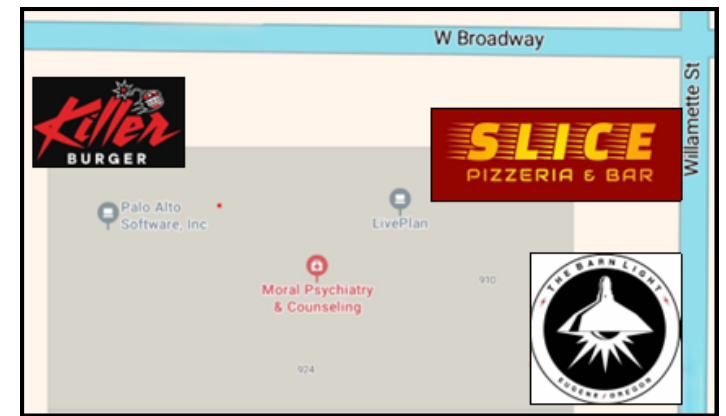 W Broadway
Willamette St
Killer
BURGER
SLICE
PIZZERIA & BAR
Palo Alto
Software, Inc
LivePlan
Moral Psychiatry
& Counseling
910
THE BARN LIGHT
EUGENE / OREGON
924